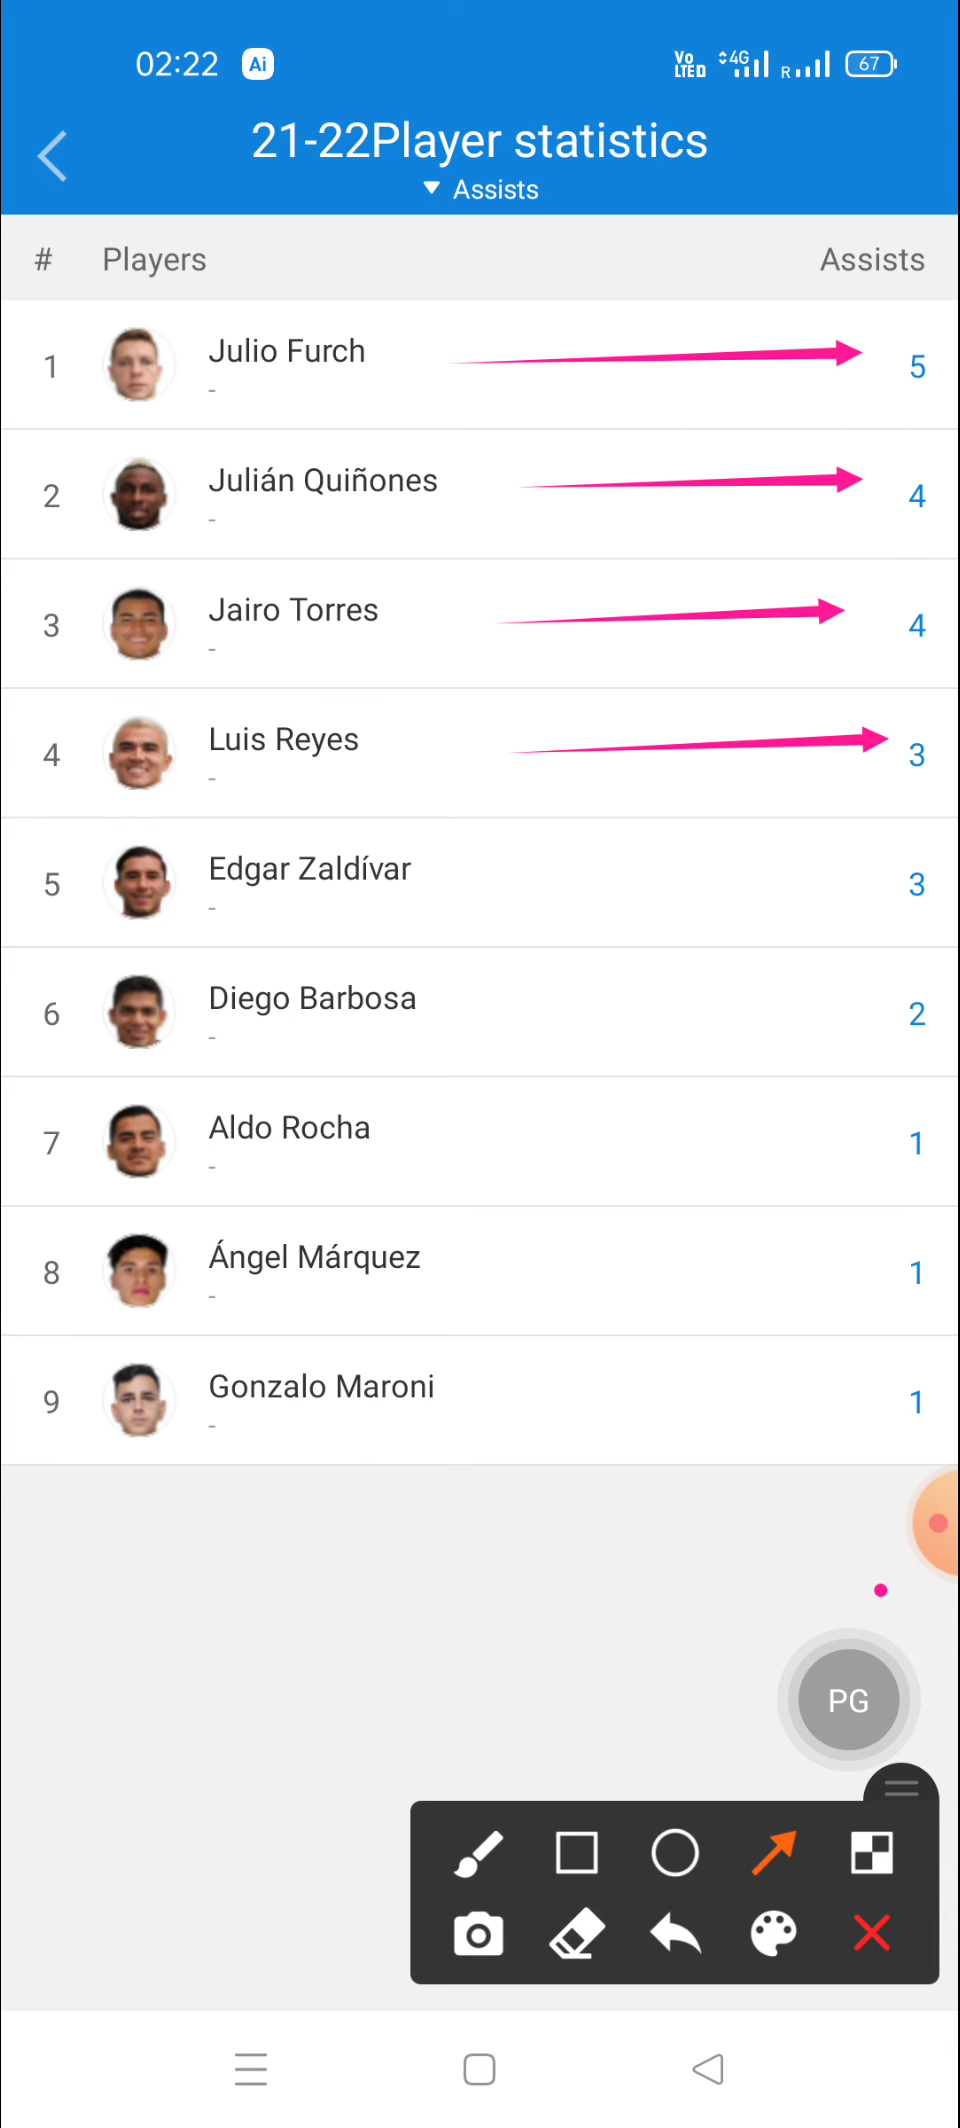 02:22 Ai Vo LTE D 4G R 67
21-22Player statistics
▼ Assists
# Players Assists
1 Julio Furch 5
-
2 Julián Quiñones 4
-
3 Jairo Torres 4
-
4 Luis Reyes 3
-
5 Edgar Zaldívar 3
-
6 Diego Barbosa 2
-
7 Aldo Rocha 1
-
8 Ángel Márquez 1
-
9 Gonzalo Maroni 1
-
PG